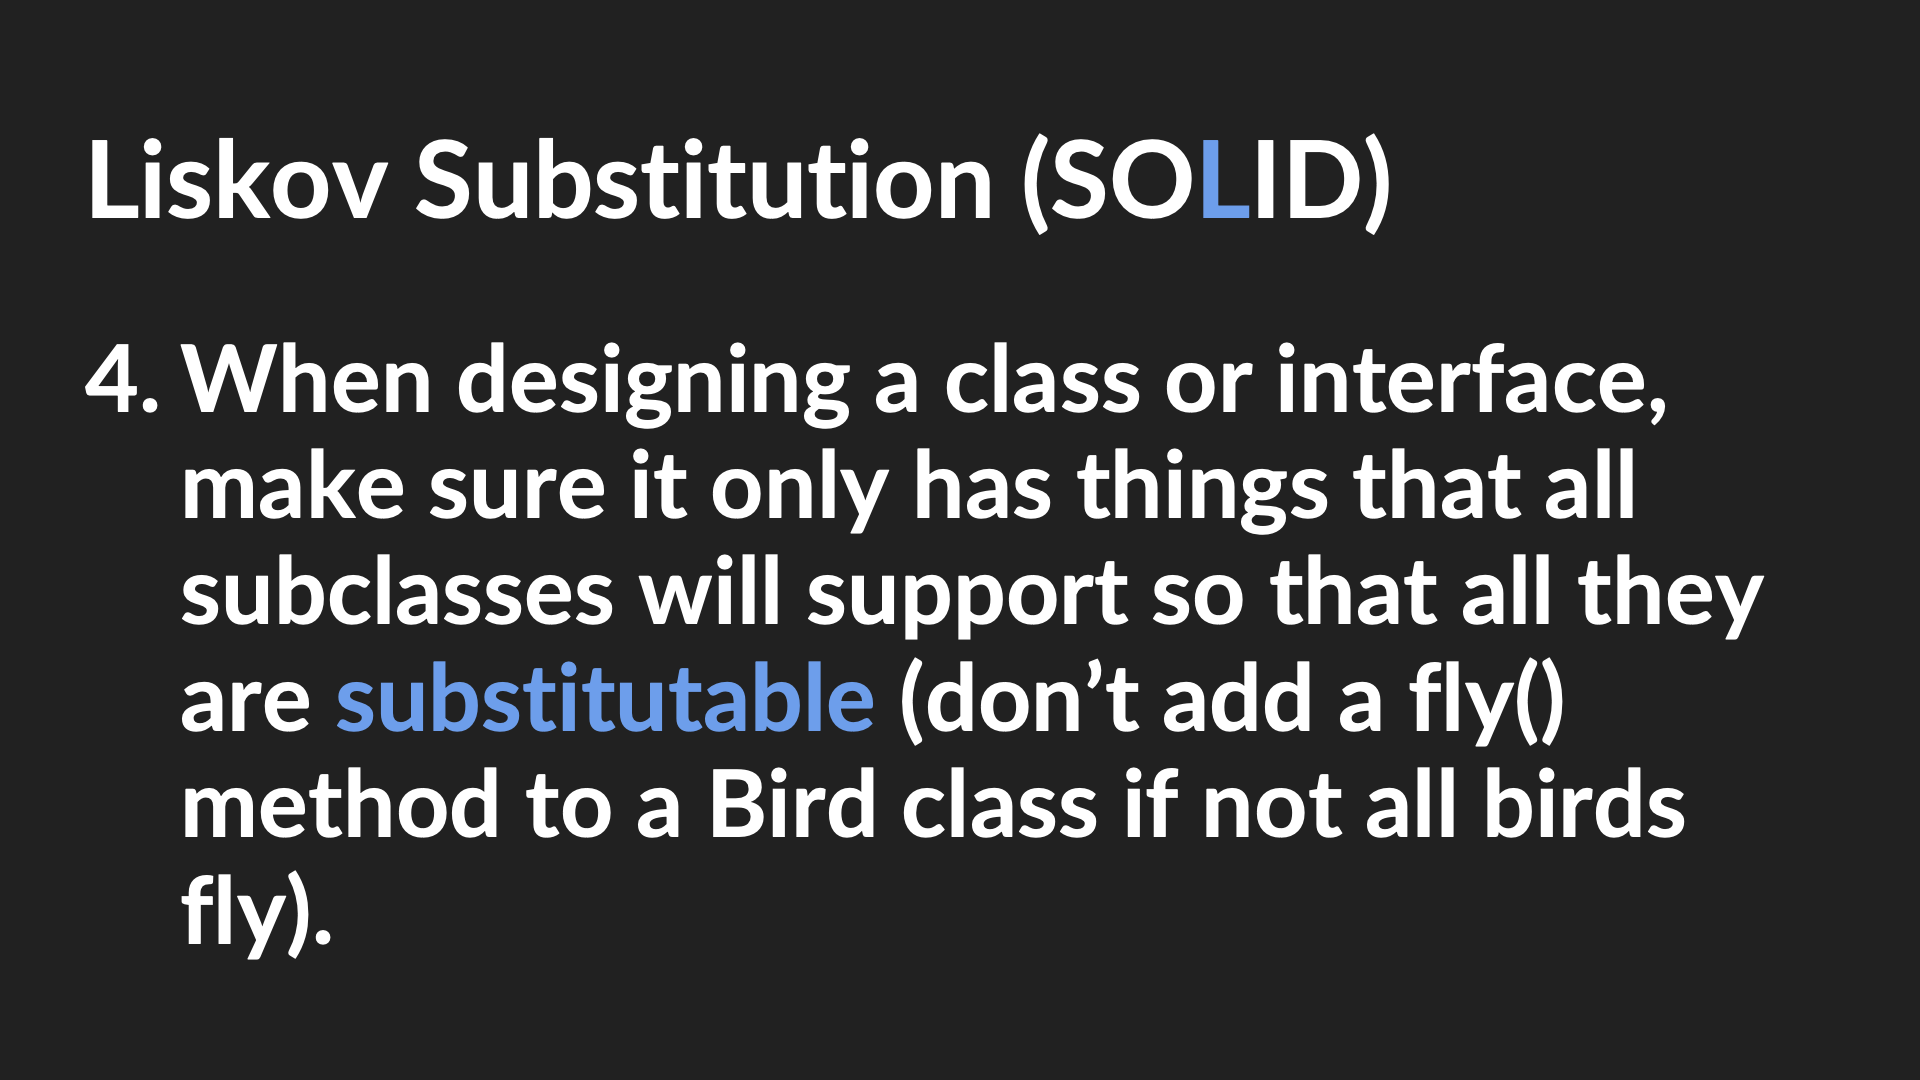 Liskov Substitution (SOLID)
4. When designing a class or interface,
make sure it only has things that all
subclasses will support so that all they
are substitutable (don’t add a fly()
method to a Bird class if not all birds
fly).